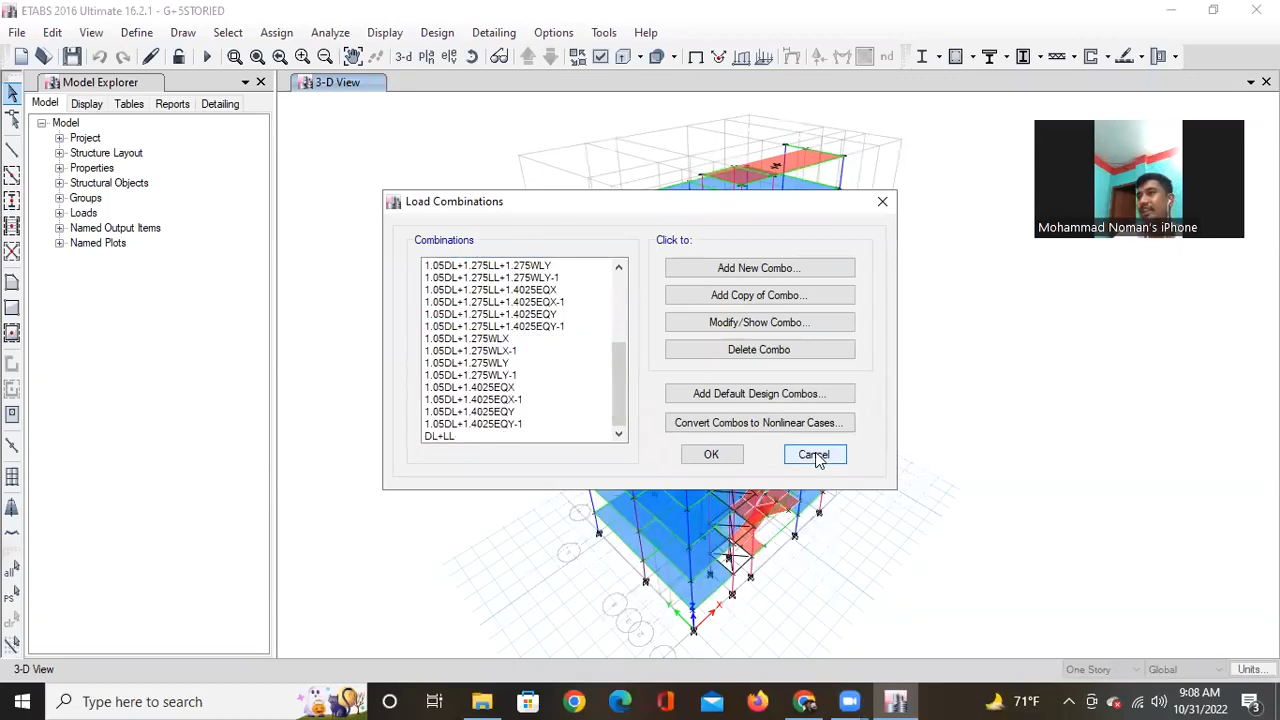 ETABS 2016 Ultimate 16.2.1 - G+5STORIED
File Edit View Define Draw Select Assign Analyze Display Design Detailing Options Tools Help
3-d pla ele nd
Model Explorer
3-D View
Model Display Tables Reports Detailing
Model
Project
Structure Layout
Properties
Structural Objects
Groups
Loads
Named Output Items
Named Plots
Mohammad Noman's iPhone
Load Combinations
Combinations
1.05DL+1.275LL+1.275WLY
1.05DL+1.275LL+1.275WLY-1
1.05DL+1.275LL+1.4025EQX
1.05DL+1.275LL+1.4025EQX-1
1.05DL+1.275LL+1.4025EQY
1.05DL+1.275LL+1.4025EQY-1
1.05DL+1.275WLX
1.05DL+1.275WLX-1
1.05DL+1.275WLY
1.05DL+1.275WLY-1
1.05DL+1.4025EQX
1.05DL+1.4025EQX-1
1.05DL+1.4025EQY
1.05DL+1.4025EQY-1
DL+LL
Click to:
Add New Combo...
Add Copy of Combo...
Modify/Show Combo...
Delete Combo
Add Default Design Combos...
Convert Combos to Nonlinear Cases...
OK
Cancel
all
PS
clr
Y Z X
3-D View
One Story Global Units...
Type here to search
71°F
9:08 AM
10/31/2022
3